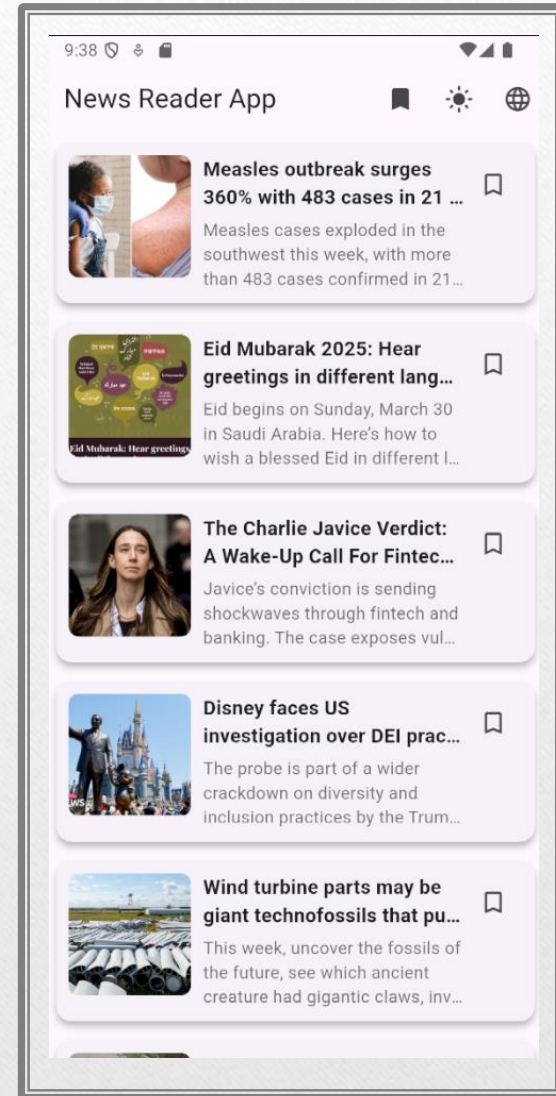 9:38
News Reader App
Measles outbreak surges
360% with 483 cases in 21 ...
Measles cases exploded in the
southwest this week, with more
than 483 cases confirmed in 21...
Eid Mubarak 2025: Hear
greetings in different lang...
Eid begins on Sunday, March 30
in Saudi Arabia. Here's how to
wish a blessed Eid in different l...
Eid Mubarak: Hear greetings
The Charlie Javice Verdict:
A Wake-Up Call For Fintec...
Javice's conviction is sending
shockwaves through fintech and
banking. The case exposes vul...
Disney faces US
investigation over DEI prac...
The probe is part of a wider
crackdown on diversity and
inclusion practices by the Trum...
Wind turbine parts may be
giant technofossils that pu...
This week, uncover the fossils of
the future, see which ancient
creature had gigantic claws, inv...